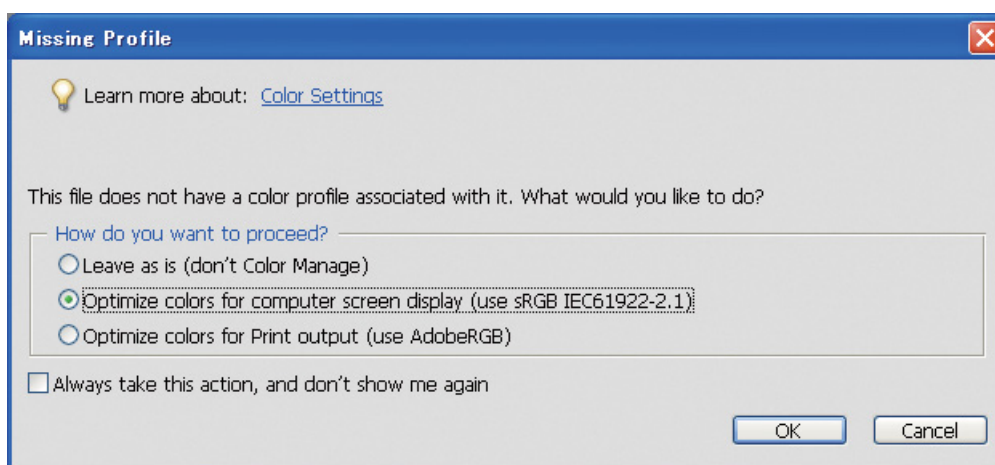 Missing Profile
Learn more about: Color Settings
This file does not have a color profile associated with it. What would you like to do?
How do you want to proceed?
Leave as is (don't Color Manage)
Optimize colors for computer screen display (use sRGB IEC61922-2.1)
Optimize colors for Print output (use AdobeRGB)
Always take this action, and don't show me again
OK Cancel